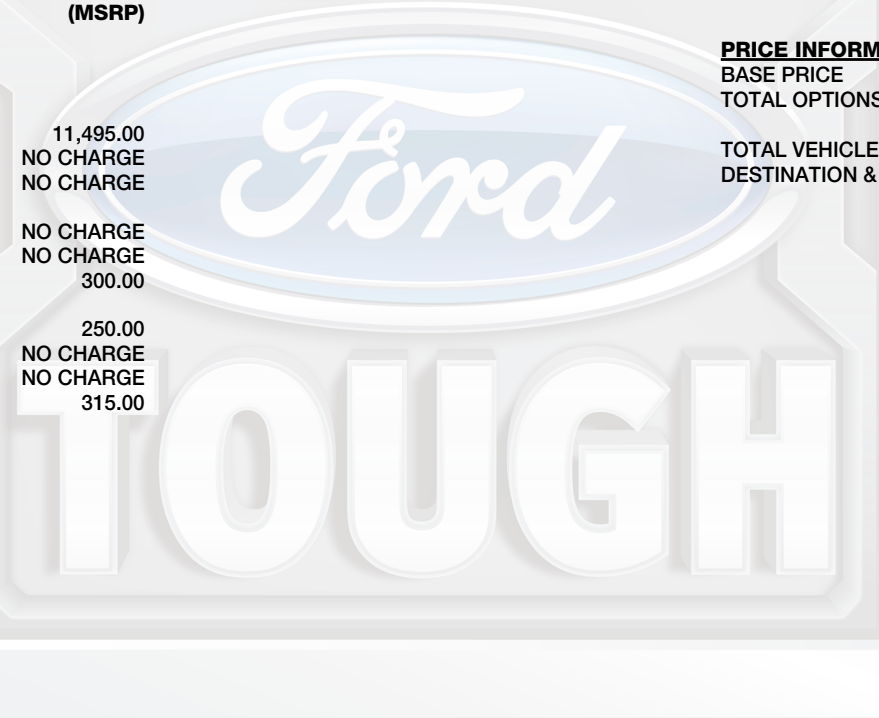 (MSRP)
11,495.00
NO CHARGE
NO CHARGE
NO CHARGE
NO CHARGE
300.00
250.00
NO CHARGE
NO CHARGE
315.00
PRICE INFORM
BASE PRICE
TOTAL OPTIONS
TOTAL VEHICLE
DESTINATION &
Ford
TOUGH